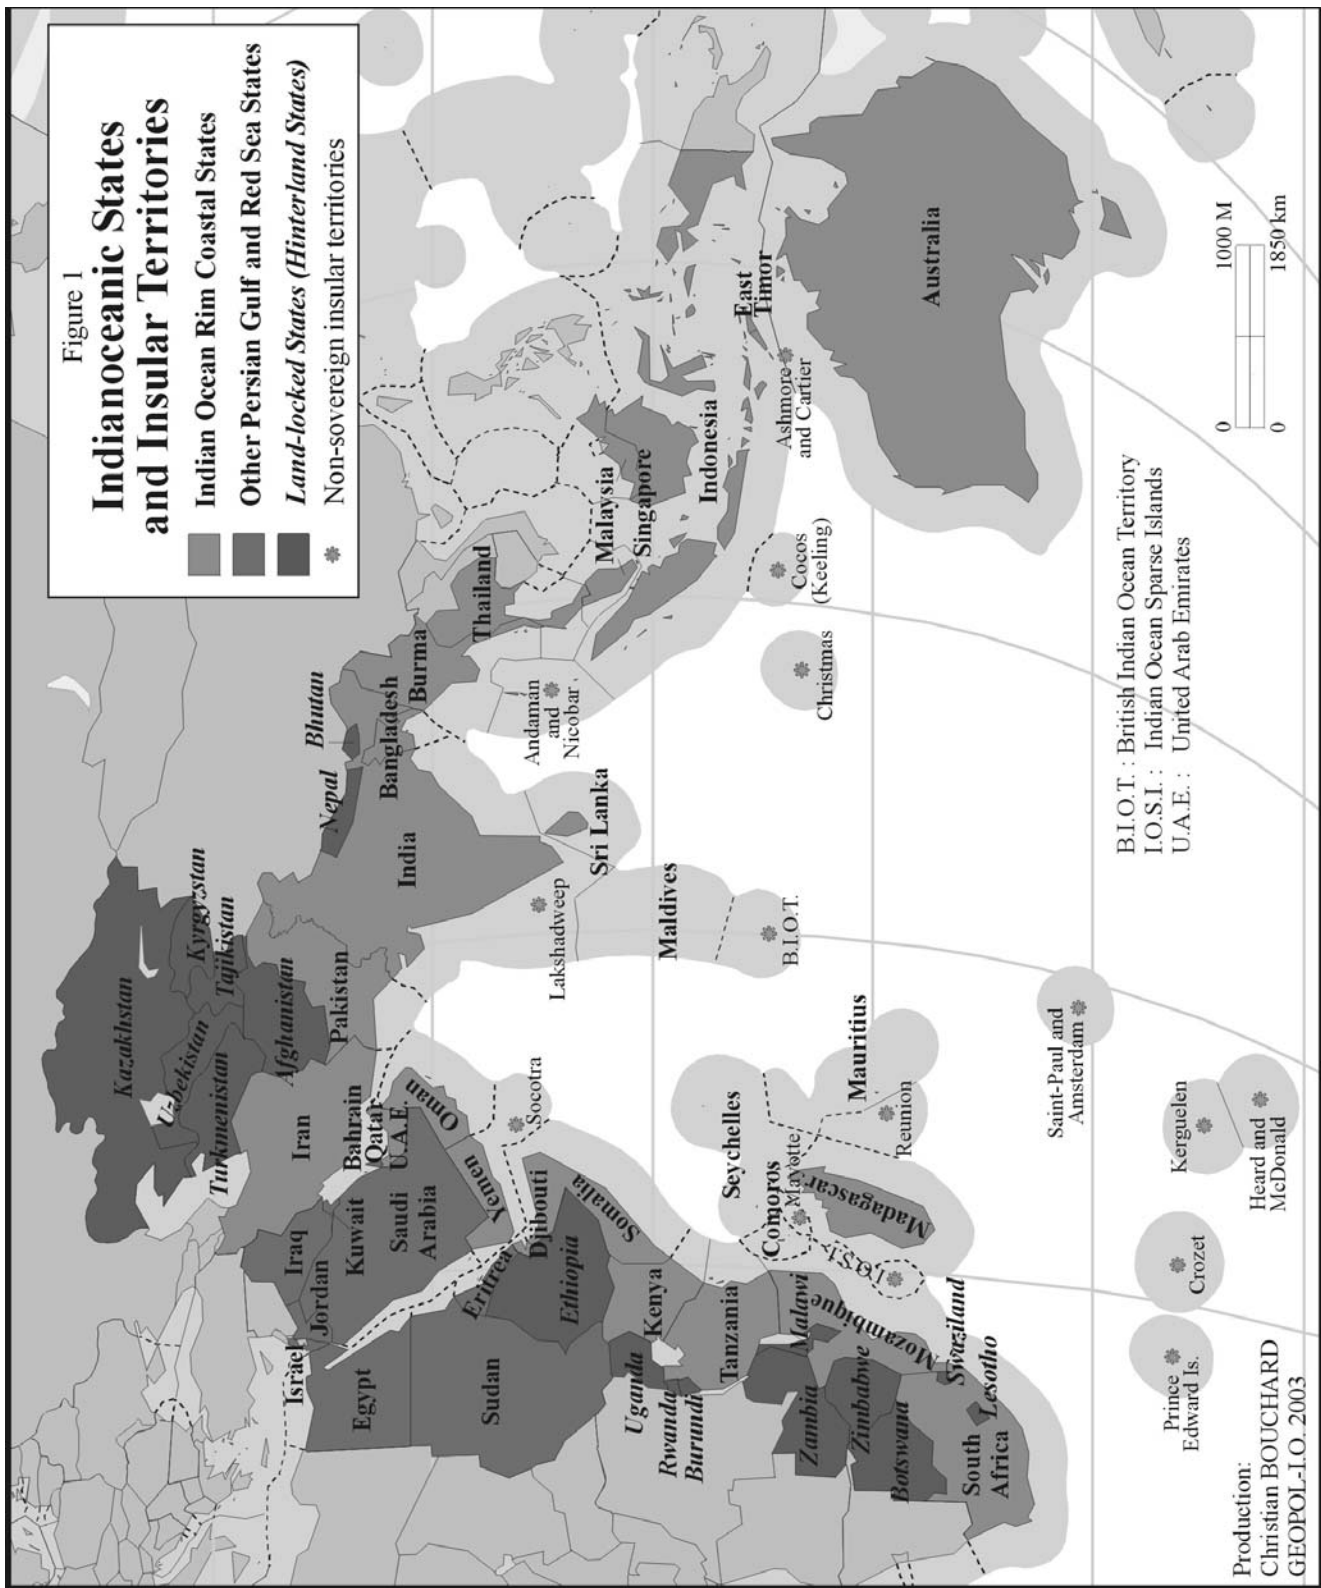 Figure 1
Indianoceanic States
and Insular Territories
Indian Ocean Rim Coastal States
Other Persian Gulf and Red Sea States
Land-locked States (Hinterland States)
Non-sovereign insular territories
Kazakhstan
Kyrgyzstan
Tajikistan
Uzbekistan
Turkmenistan
Afghanistan
Pakistan
Iran
Iraq
Kuwait
Jordan
Israel
Bahrain
Qatar
U.A.E.
Saudi
Arabia
Oman
Yemen
Egypt
Sudan
Eritrea
Djibouti
Ethiopia
Somalia
Socotra
Nepal
Bhutan
India
Bangladesh
Burma
Thailand
Malaysia
Singapore
Indonesia
East
Timor
Andaman
and
Nicobar
Sri Lanka
Lakshadweep
Maldives
B.I.O.T.
Christmas
Cocos
(Keeling)
Ashmore
and Cartier
Australia
Uganda
Rwanda
Burundi
Kenya
Tanzania
Seychelles
Comoros
Mayotte
Madagascar
Mauritius
Reunion
I.O.S.I.
Malawi
Mozambique
Zambia
Zimbabwe
Botswana
South
Africa
Swaziland
Lesotho
Saint-Paul and
Amsterdam
Kerguelen
Heard and
McDonald
Crozet
Prince
Edward Is.
B.I.O.T. : British Indian Ocean Territory
I.O.S.I. : Indian Ocean Sparse Islands
U.A.E. : United Arab Emirates
0 1000 M
0 1850 km
Production:
Christian BOUCHARD
GEOPOL-I.O. 2003